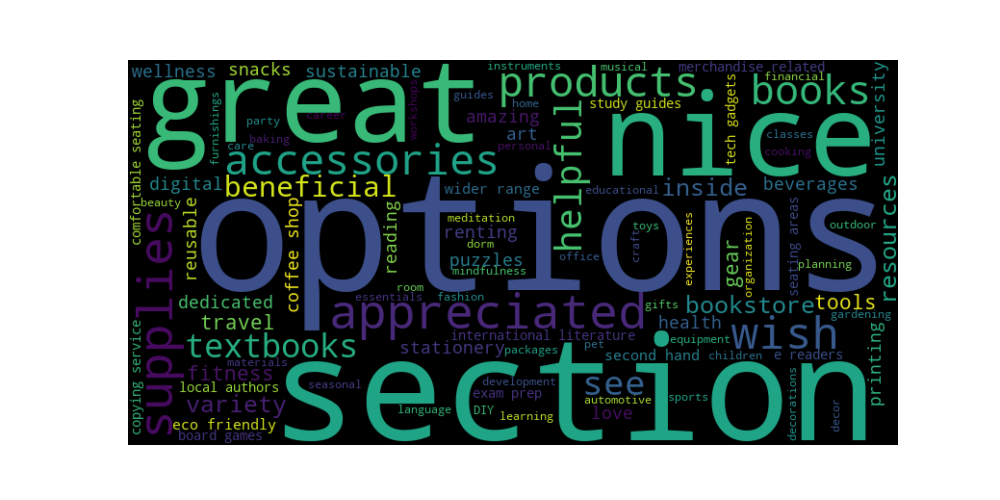 wellness
snacks
sustainable
instruments
musical
merchandise related
financial
great
products
books
guides
home
study guides
tech gadgets
university
comfortable seating
furnishings
party
career
workshops
amazing
nice
baking
care
art
personal
classes
cooking
helpful
accessories
digital
beneficial
wider range
educational
inside
beverages
beauty
reusable
options
supplies
coffee shop
reading
meditation
renting
dorm
puzzles
mindfulness
office
craft
toys
experiences
gear
organization
seating areas
outdoor
planning
resources
room
dedicated
essentials
fashion
gifts
bookstore
tools
travel
appreciated
international literature
health
wish
gardening
equipment
textbooks
stationery
packages
pet
second hand
children
e readers
printing
copying service
materials
fitness
local authors
seasonal
development
exam prep
see
automotive
sports
variety
section
language
DIY
learning
love
decorations
decor
eco friendly
board games